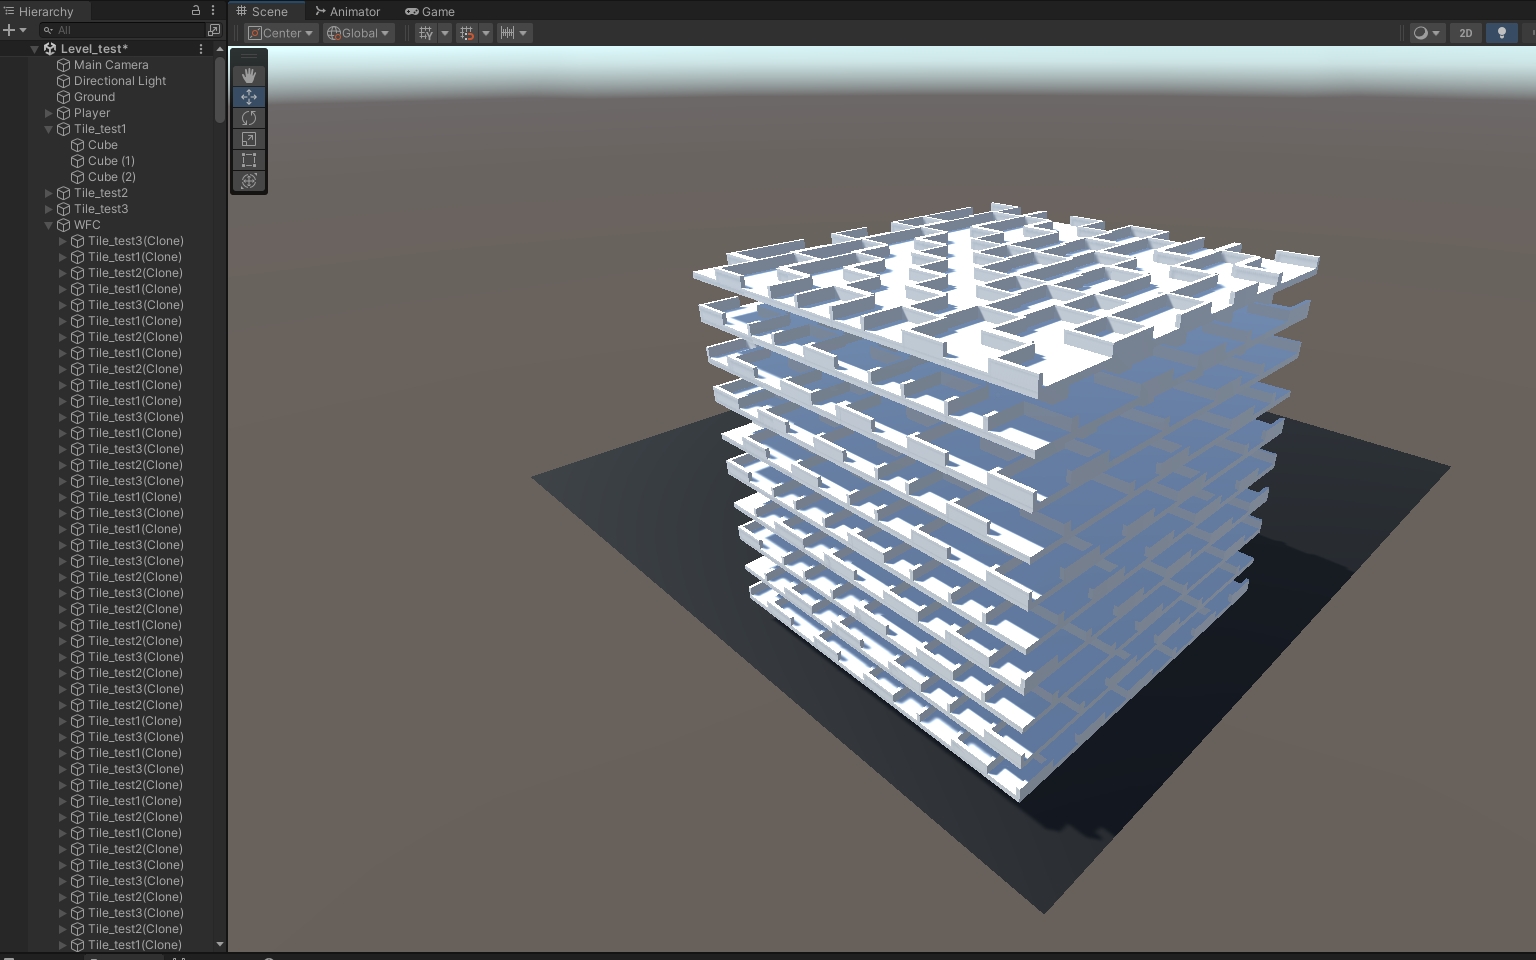 Hierarchy
All
Level_test*
Main Camera
Directional Light
Ground
Player
Tile_test1
Cube
Cube (1)
Cube (2)
Tile_test2
Tile_test3
WFC
Tile_test3(Clone)
Tile_test1(Clone)
Tile_test2(Clone)
Tile_test1(Clone)
Tile_test3(Clone)
Tile_test1(Clone)
Tile_test2(Clone)
Tile_test1(Clone)
Tile_test2(Clone)
Tile_test1(Clone)
Tile_test1(Clone)
Tile_test3(Clone)
Tile_test1(Clone)
Tile_test3(Clone)
Tile_test2(Clone)
Tile_test3(Clone)
Tile_test1(Clone)
Tile_test3(Clone)
Tile_test1(Clone)
Tile_test3(Clone)
Tile_test3(Clone)
Tile_test2(Clone)
Tile_test3(Clone)
Tile_test2(Clone)
Tile_test1(Clone)
Tile_test2(Clone)
Tile_test3(Clone)
Tile_test2(Clone)
Tile_test3(Clone)
Tile_test2(Clone)
Tile_test1(Clone)
Tile_test3(Clone)
Tile_test1(Clone)
Tile_test3(Clone)
Tile_test2(Clone)
Tile_test1(Clone)
Tile_test2(Clone)
Tile_test1(Clone)
Tile_test2(Clone)
Tile_test3(Clone)
Tile_test3(Clone)
Tile_test2(Clone)
Tile_test3(Clone)
Tile_test2(Clone)
Tile_test1(Clone)
Scene Animator Game
Center Global 2D